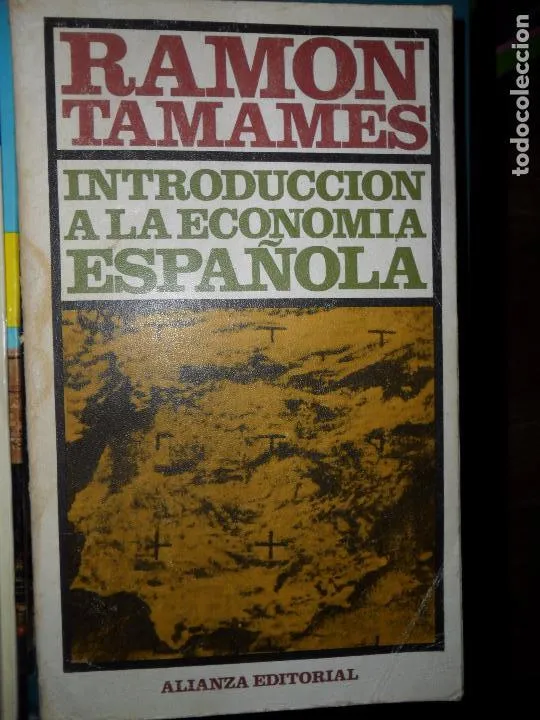 RAMON
TAMAMES
INTRODUCCION
A LA ECONOMIA
ESPAÑOLA
ALIANZA EDITORIAL
todocoleccion